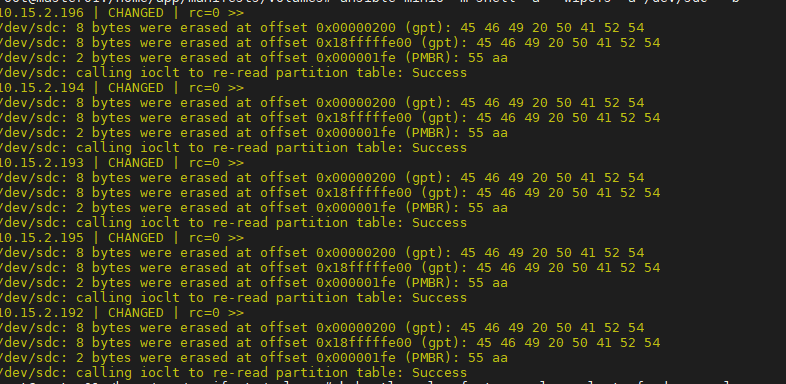 10.15.2.196 | CHANGED | rc=0 >>
/dev/sdc: 8 bytes were erased at offset 0x00000200 (gpt): 45 46 49 20 50 41 52 54
/dev/sdc: 8 bytes were erased at offset 0x18fffffe00 (gpt): 45 46 49 20 50 41 52 54
/dev/sdc: 2 bytes were erased at offset 0x000001fe (PMBR): 55 aa
/dev/sdc: calling ioclt to re-read partition table: Success
10.15.2.194 | CHANGED | rc=0 >>
/dev/sdc: 8 bytes were erased at offset 0x00000200 (gpt): 45 46 49 20 50 41 52 54
/dev/sdc: 8 bytes were erased at offset 0x18fffffe00 (gpt): 45 46 49 20 50 41 52 54
/dev/sdc: 2 bytes were erased at offset 0x000001fe (PMBR): 55 aa
/dev/sdc: calling ioclt to re-read partition table: Success
10.15.2.193 | CHANGED | rc=0 >>
/dev/sdc: 8 bytes were erased at offset 0x00000200 (gpt): 45 46 49 20 50 41 52 54
/dev/sdc: 8 bytes were erased at offset 0x18fffffe00 (gpt): 45 46 49 20 50 41 52 54
/dev/sdc: 2 bytes were erased at offset 0x000001fe (PMBR): 55 aa
/dev/sdc: calling ioclt to re-read partition table: Success
10.15.2.195 | CHANGED | rc=0 >>
/dev/sdc: 8 bytes were erased at offset 0x00000200 (gpt): 45 46 49 20 50 41 52 54
/dev/sdc: 8 bytes were erased at offset 0x18fffffe00 (gpt): 45 46 49 20 50 41 52 54
/dev/sdc: 2 bytes were erased at offset 0x000001fe (PMBR): 55 aa
/dev/sdc: calling ioclt to re-read partition table: Success
10.15.2.192 | CHANGED | rc=0 >>
/dev/sdc: 8 bytes were erased at offset 0x00000200 (gpt): 45 46 49 20 50 41 52 54
/dev/sdc: 8 bytes were erased at offset 0x18fffffe00 (gpt): 45 46 49 20 50 41 52 54
/dev/sdc: 2 bytes were erased at offset 0x000001fe (PMBR): 55 aa
/dev/sdc: calling ioclt to re-read partition table: Success